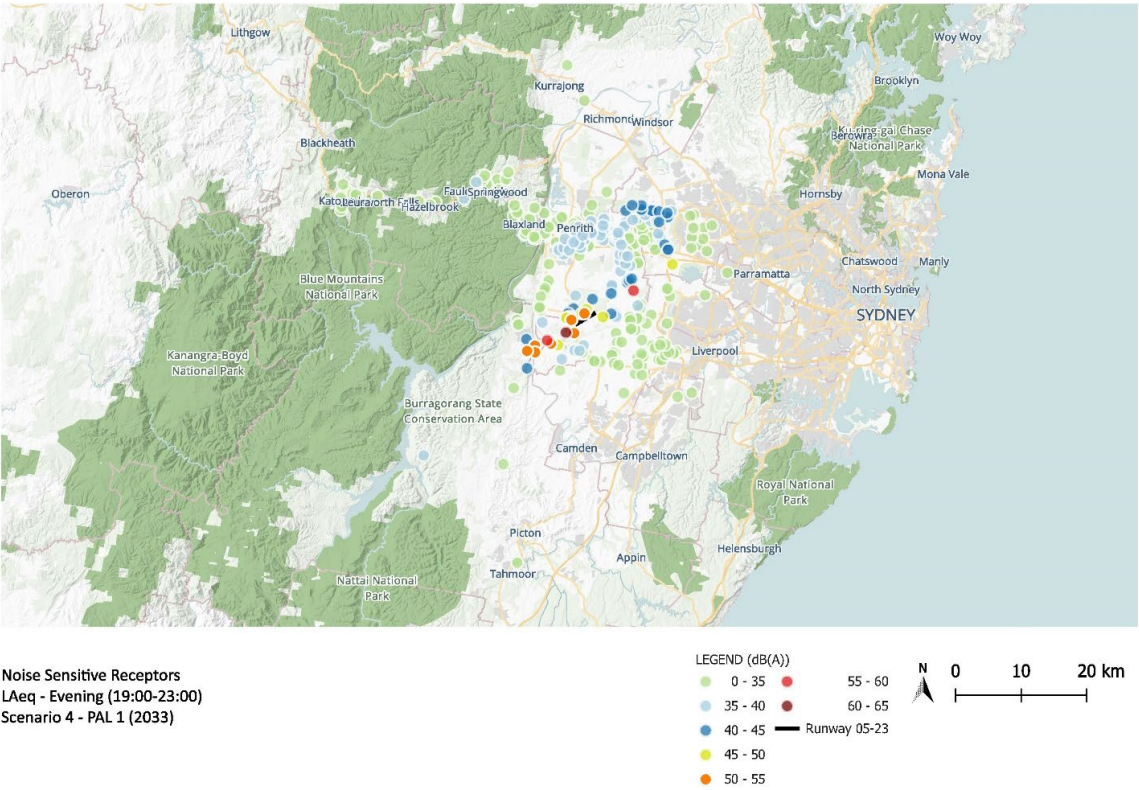 Lithgow
Woy Woy
Brooklyn
Kurrajong
Richmond
Windsor
Ku-ring-gai Chase
National Park
Berowra
Blackheath
Mona Vale
Oberon
Springwood
Hornsby
Hazelbrook
Blaxland
Penrith
Chatswood
Manly
Parramatta
Blue Mountains
National Park
North Sydney
SYDNEY
Kanangra-Boyd
National Park
Liverpool
Burragorang State
Conservation Area
Camden
Campbelltown
Royal National
Park
Picton
Helensburgh
Appin
Tahmoor
Nattai National
Park
Noise Sensitive Receptors
LAeq - Evening (19:00-23:00)
Scenario 4 - PAL 1 (2033)
LEGEND (dB(A))
0 - 35
35 - 40
40 - 45
45 - 50
50 - 55
55 - 60
60 - 65
Runway 05-23
N
0 10 20 km